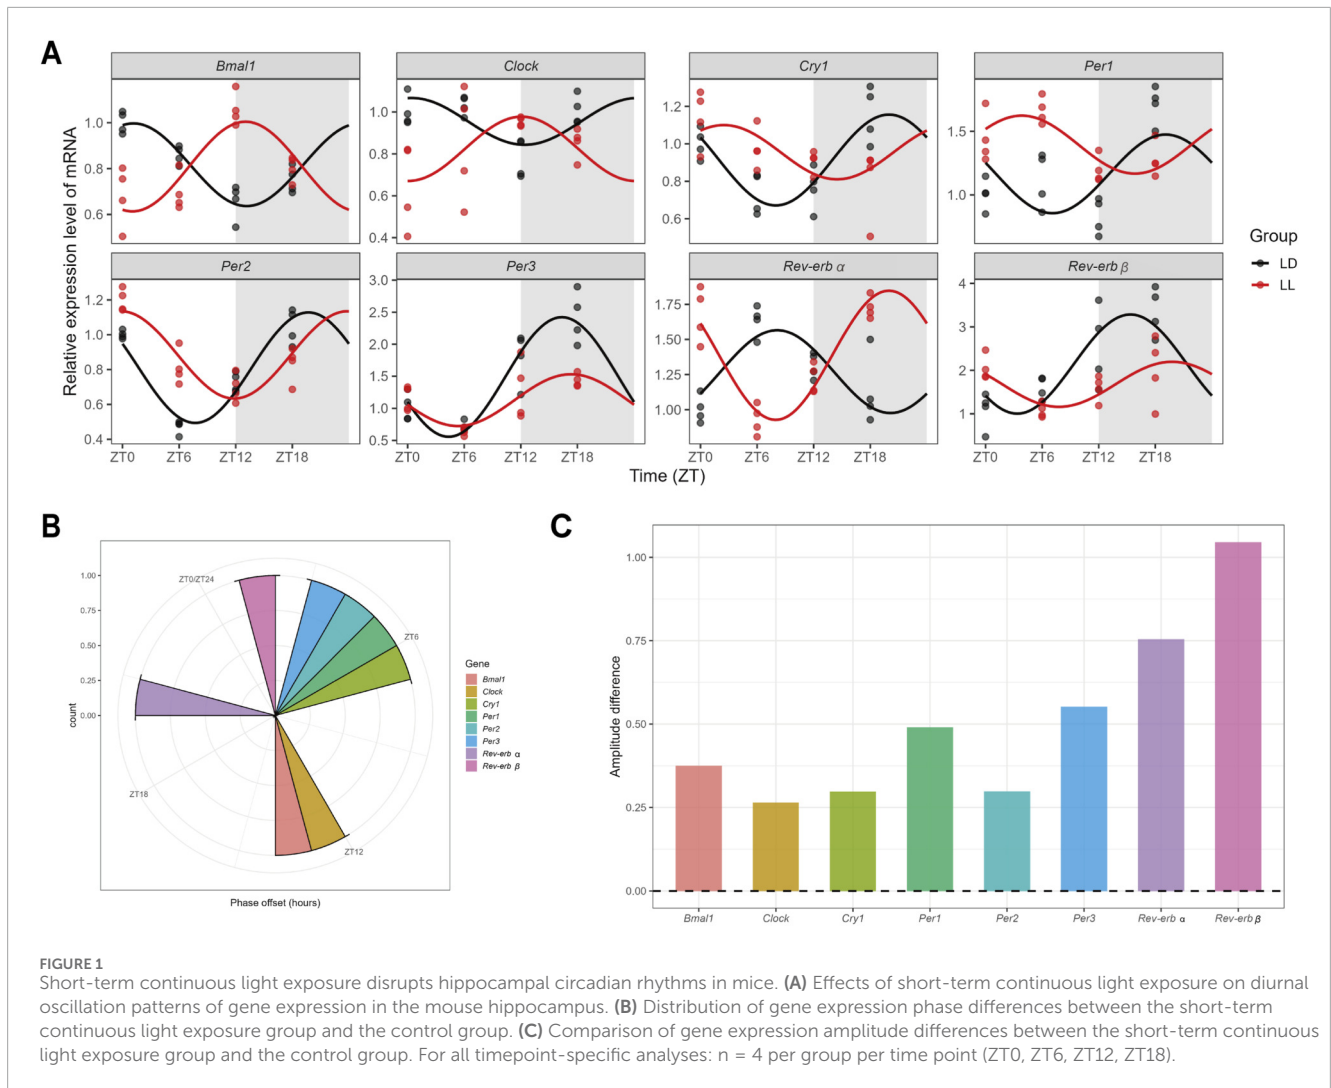 A
Bmal1
Clock
Cry1
Per1
1.0
0.8
0.6
1.0
0.8
0.6
0.4
1.2
1.0
0.8
0.6
1.5
1.0
Per2
Per3
Rev-erb α
Rev-erb β
1.2
1.0
0.8
0.6
0.4
3.0
2.5
2.0
1.5
1.0
0.5
1.75
1.50
1.25
1.00
4
3
2
1
ZT0 ZT6 ZT12 ZT18
ZT0 ZT6 ZT12 ZT18
ZT0 ZT6 ZT12 ZT18
ZT0 ZT6 ZT12 ZT18
Relative expression level of mRNA
Time (ZT)
Group
LD
LL
B
1.00
0.75
0.50
0.25
0.00
count
ZT0/ZT24
ZT6
ZT12
ZT18
Phase offset (hours)
Gene
Bmal1
Clock
Cry1
Per1
Per2
Per3
Rev-erb α
Rev-erb β
C
1.00
0.75
0.50
0.25
0.00
Amplitude difference
Bmal1 Clock Cry1 Per1 Per2 Per3 Rev-erb α Rev-erb β
FIGURE 1
Short-term continuous light exposure disrupts hippocampal circadian rhythms in mice. (A) Effects of short-term continuous light exposure on diurnal
oscillation patterns of gene expression in the mouse hippocampus. (B) Distribution of gene expression phase differences between the short-term
continuous light exposure group and the control group. (C) Comparison of gene expression amplitude differences between the short-term continuous
light exposure group and the control group. For all timepoint-specific analyses: n = 4 per group per time point (ZT0, ZT6, ZT12, ZT18).